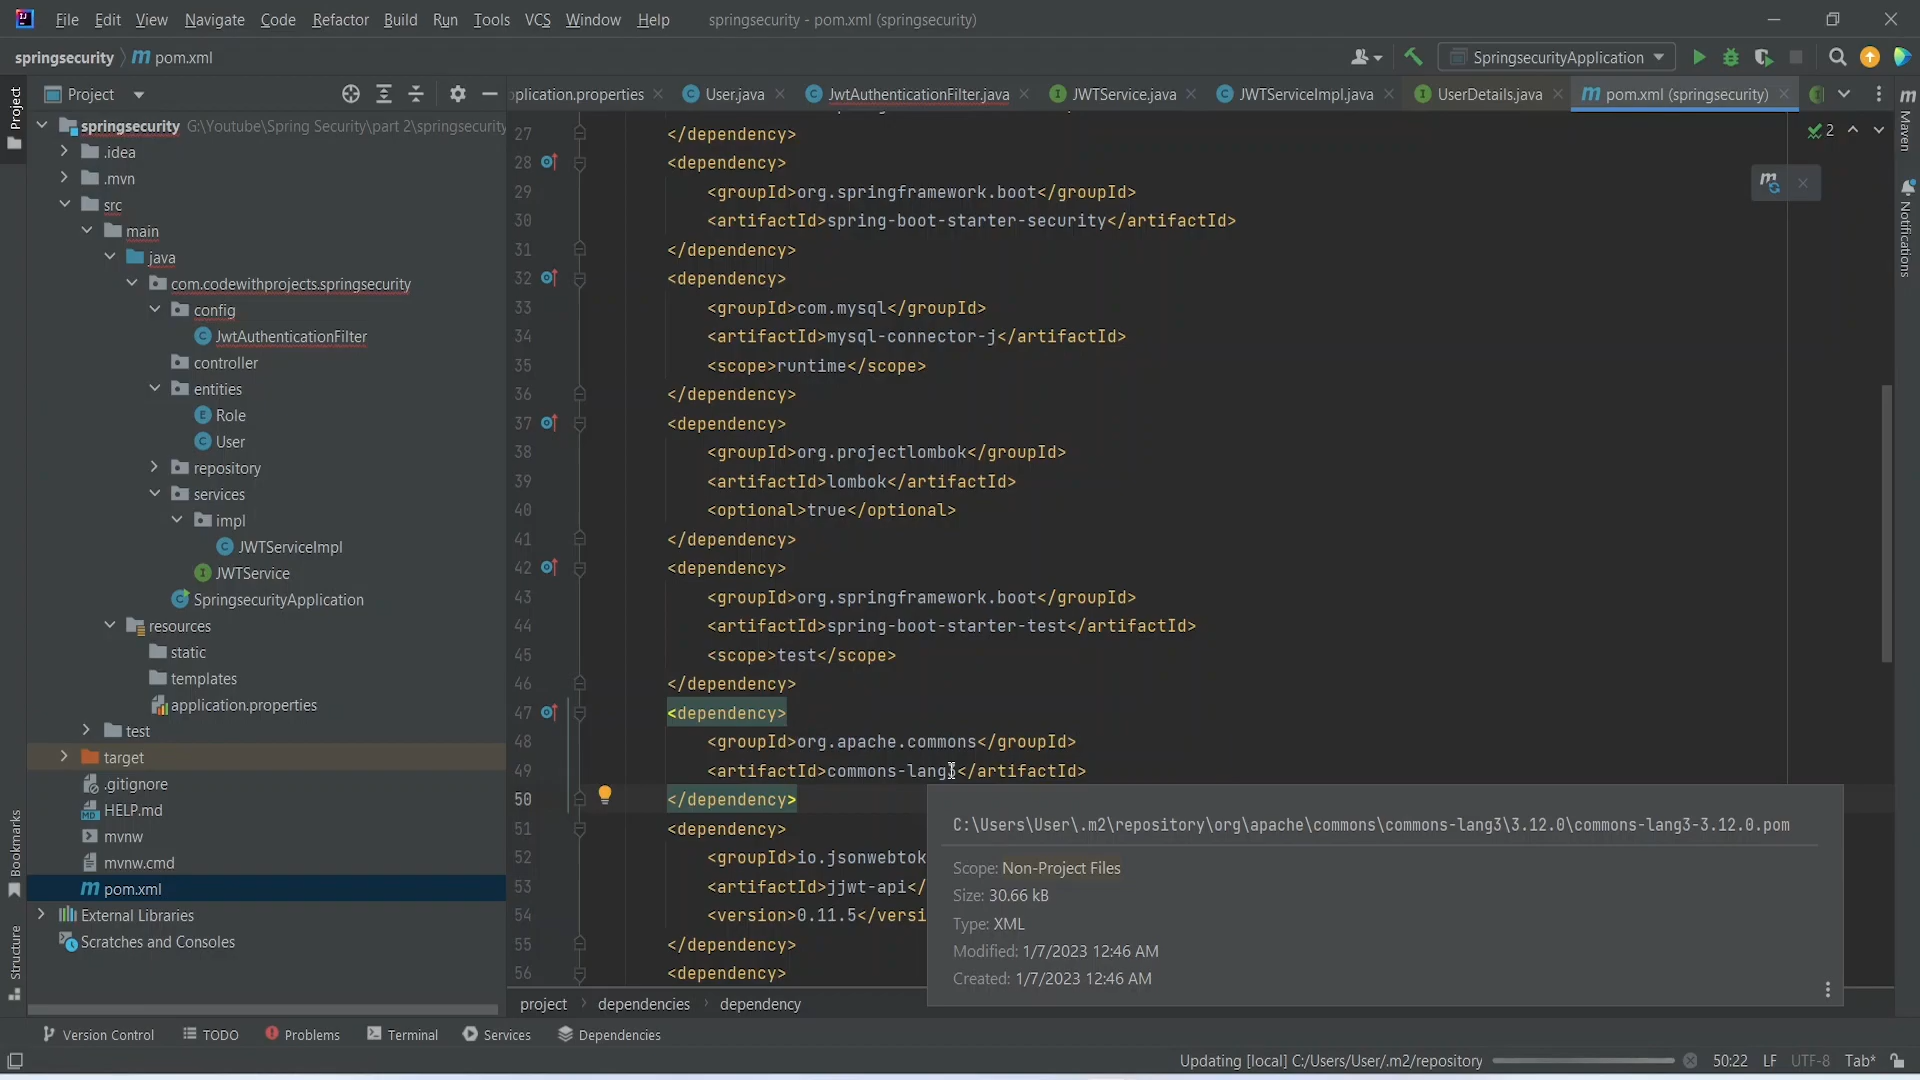 File Edit View Navigate Code Refactor Build Run Tools VCS Window Help springsecurity - pom.xml (springsecurity)
springsecurity pom.xml SpringsecurityApplication
Project
plication.properties User.java JwtAuthenticationFilter.java JWTService.java JWTServiceImpl.java UserDetails.java pom.xml (springsecurity)
springsecurity G:\Youtube\Spring Security\part 2\springsecurity
.idea
.mvn
src
main
java
com.codewithprojects.springsecurity
config
JwtAuthenticationFilter
controller
entities
Role
User
repository
services
impl
JWTServiceImpl
JWTService
SpringsecurityApplication
resources
static
templates
application.properties
test
target
.gitignore
HELP.md
mvnw
mvnw.cmd
pom.xml
External Libraries
Scratches and Consoles
Project
Bookmarks
Structure
2
27 </dependency>
28 <dependency>
29 <groupId>org.springframework.boot</groupId>
30 <artifactId>spring-boot-starter-security</artifactId>
31 </dependency>
32 <dependency>
33 <groupId>com.mysql</groupId>
34 <artifactId>mysql-connector-j</artifactId>
35 <scope>runtime</scope>
36 </dependency>
37 <dependency>
38 <groupId>org.projectlombok</groupId>
39 <artifactId>lombok</artifactId>
40 <optional>true</optional>
41 </dependency>
42 <dependency>
43 <groupId>org.springframework.boot</groupId>
44 <artifactId>spring-boot-starter-test</artifactId>
45 <scope>test</scope>
46 </dependency>
47 <dependency>
48 <groupId>org.apache.commons</groupId>
49 <artifactId>commons-lang3</artifactId>
50 </dependency>
51 <dependency>
52 <groupId>io.jsonwebtok
53 <artifactId>jjwt-api</
54 <version>0.11.5</versi
55 </dependency>
56 <dependency>
C:\Users\User\.m2\repository\org\apache\commons\commons-lang3\3.12.0\commons-lang3-3.12.0.pom
Scope: Non-Project Files
Size: 30.66 kB
Type: XML
Modified: 1/7/2023 12:46 AM
Created: 1/7/2023 12:46 AM
Maven
Notifications
project dependencies dependency
Version Control TODO Problems Terminal Services Dependencies
Updating [local] C:/Users/User/.m2/repository 50:22 LF UTF-8 Tab*